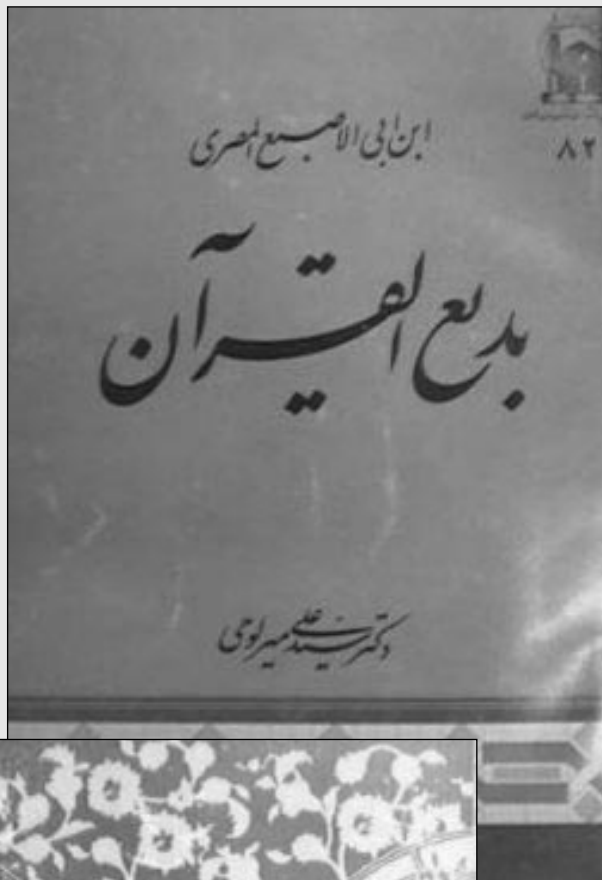 ابن ابی الاصبع المصری
۸۲
بدیع القرآن
دکتر سید علی میرلوحی